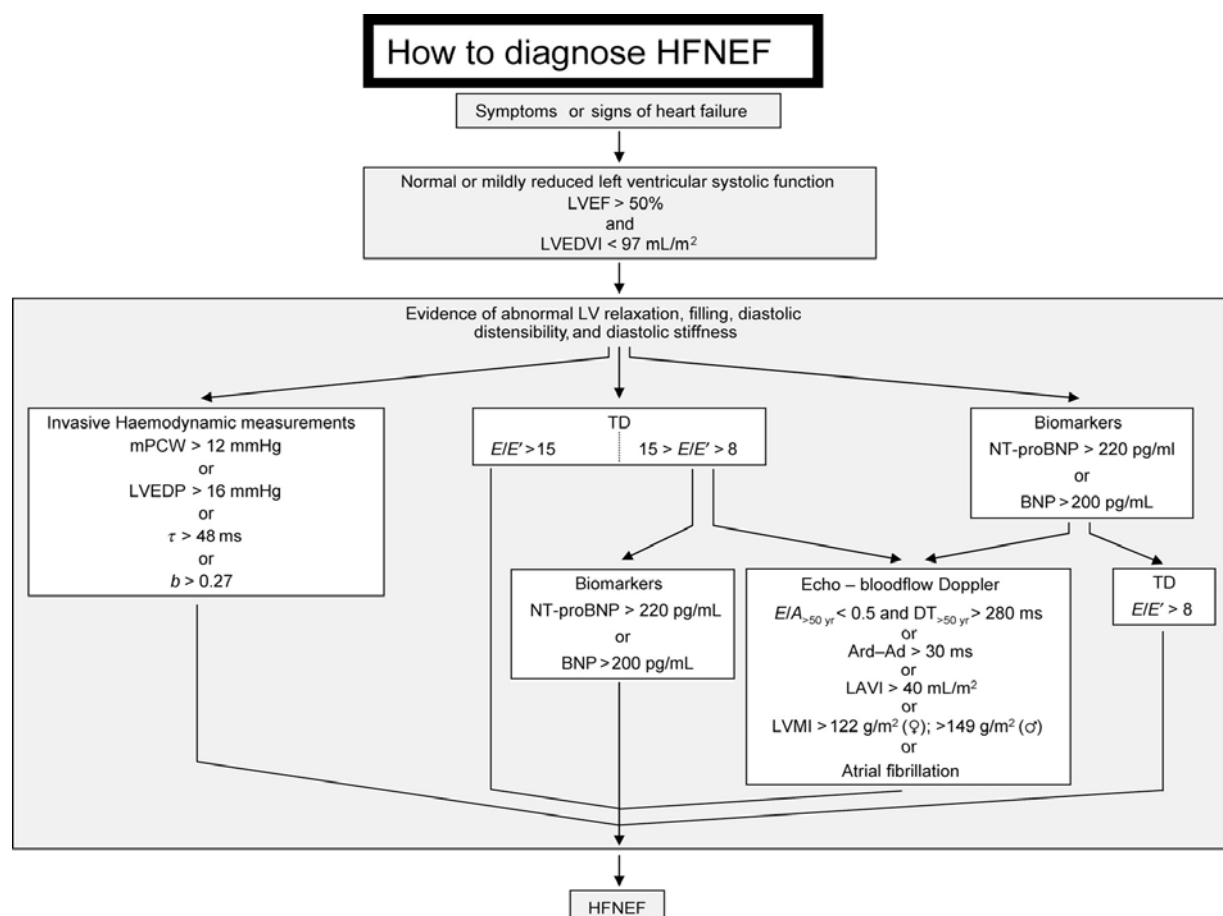 How to diagnose HFNEF
Symptoms or signs of heart failure
Normal or mildly reduced left ventricular systolic function
LVEF > 50%
and
LVEDVI < 97 mL/m²
Evidence of abnormal LV relaxation, filling, diastolic
distensibility, and diastolic stiffness
Invasive Haemodynamic measurements
mPCW > 12 mmHg
or
LVEDP > 16 mmHg
or
τ > 48 ms
or
b > 0.27
TD
E/E′ > 15
15 > E/E′ > 8
Biomarkers
NT-proBNP > 220 pg/ml
or
BNP > 200 pg/mL
Biomarkers
NT-proBNP > 220 pg/mL
or
BNP > 200 pg/mL
Echo – bloodflow Doppler
E/A>50 yr < 0.5 and DT>50 yr > 280 ms
or
Ard–Ad > 30 ms
or
LAVI > 40 mL/m²
or
LVMI > 122 g/m² (♀); >149 g/m² (♂)
or
Atrial fibrillation
TD
E/E′ > 8
HFNEF